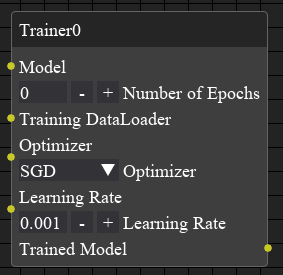 Trainer0
Model
0 - + Number of Epochs
Training DataLoader
Optimizer
SGD Optimizer
Learning Rate
0.001 - + Learning Rate
Trained Model